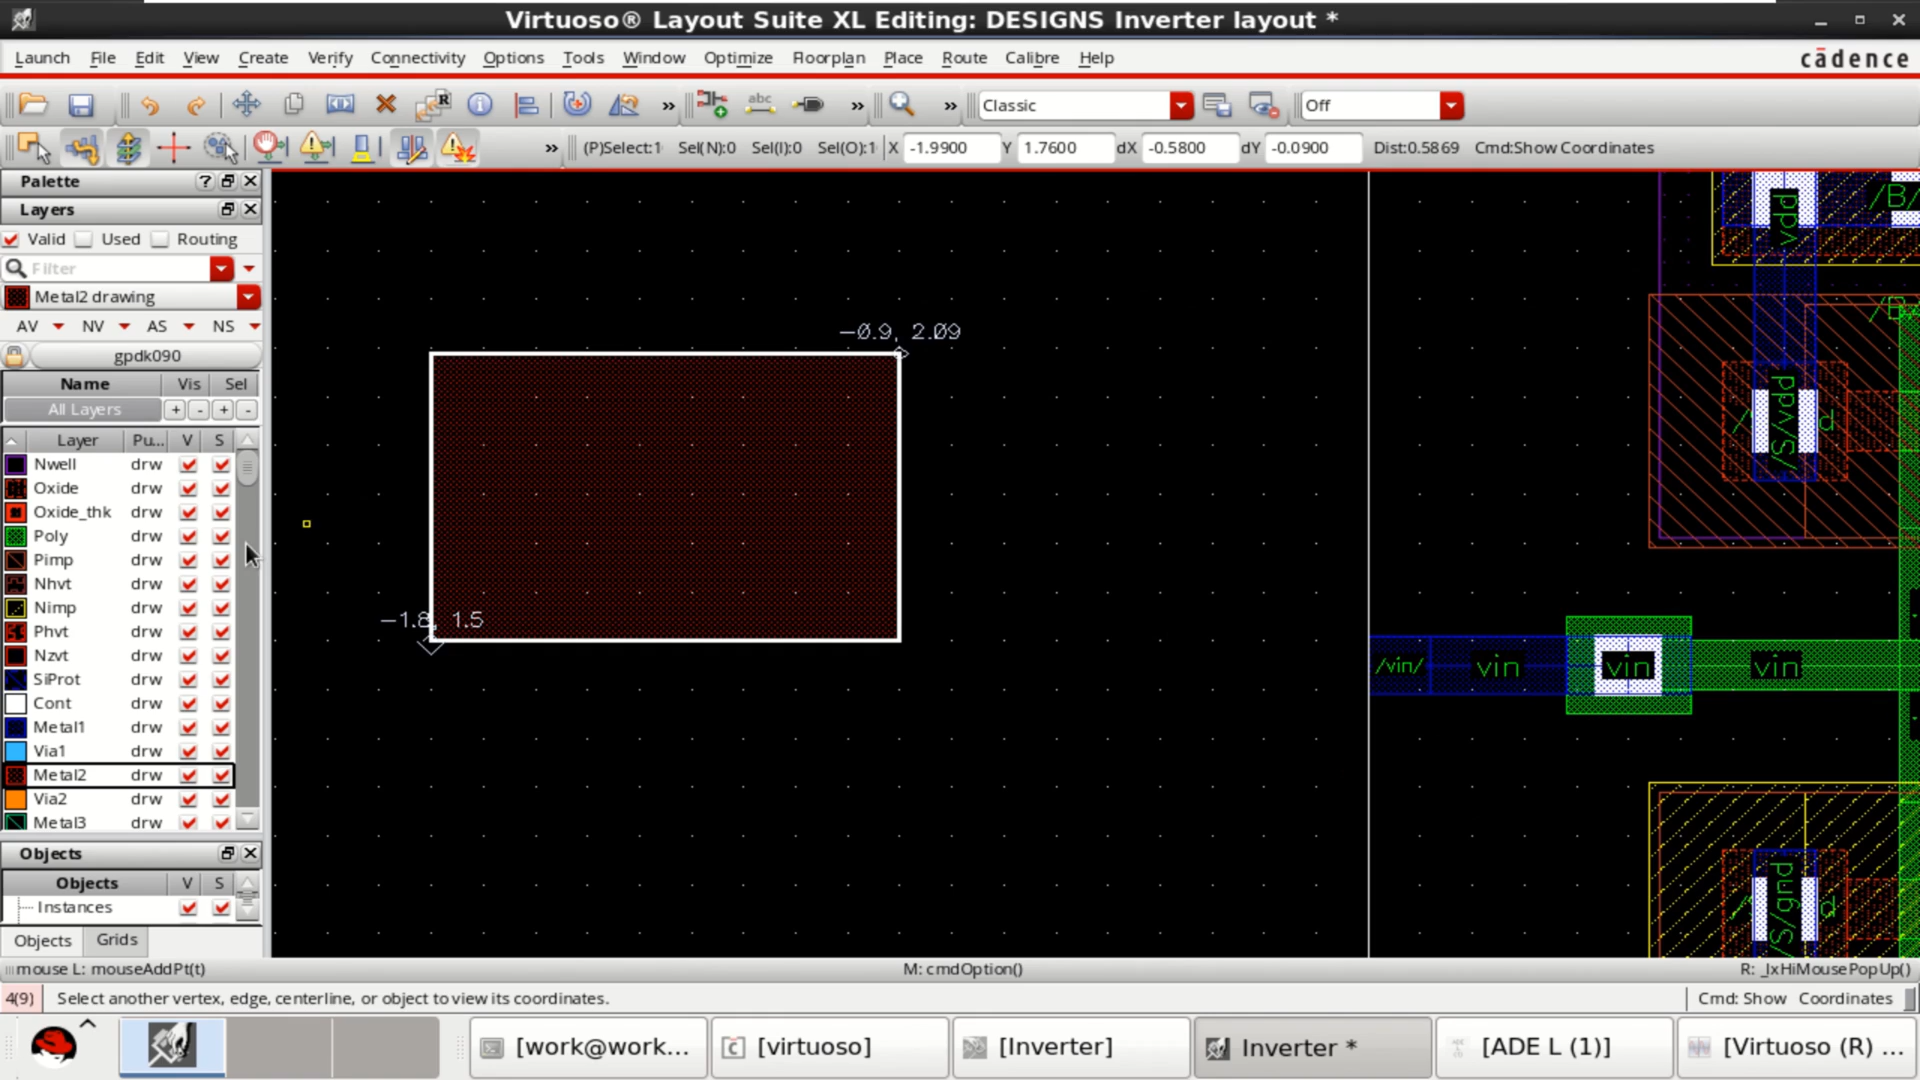 Virtuoso® Layout Suite XL Editing: DESIGNS Inverter layout *
Launch File Edit View Create Verify Connectivity Options Tools Window Optimize Floorplan Place Route Calibre Help cādence
abc Classic Off
(P)Select:1 Sel(N):0 Sel(I):0 Sel(O):1 X -1.9900 Y 1.7600 dX -0.5800 dY -0.0900 Dist:0.5869 Cmd:Show Coordinates
Palette
Layers
Valid Used Routing
Filter
Metal2 drawing
AV NV AS NS
gpdk090
Name Vis Sel
All Layers + - + -
Layer Pu... V S
Nwell drw
Oxide drw
Oxide_thk drw
Poly drw
Pimp drw
Nhvt drw
Nimp drw
Phvt drw
Nzvt drw
SiProt drw
Cont drw
Metal1 drw
Via1 drw
Metal2 drw
Via2 drw
Metal3 drw
Objects
Objects V S
Instances
Objects Grids
-0.9, 2.09
-1.8, 1.5
vdd
/B/
/S/vdd
/vin/ vin vin vin
/S/gnd
mouse L: mouseAddPt(t) M: cmdOption() R: _lxHiMousePopUp()
4(9) Select another vertex, edge, centerline, or object to view its coordinates. Cmd: Show Coordinates
[work@work... [virtuoso] [Inverter] Inverter * [ADE L (1)] [Virtuoso (R) ...